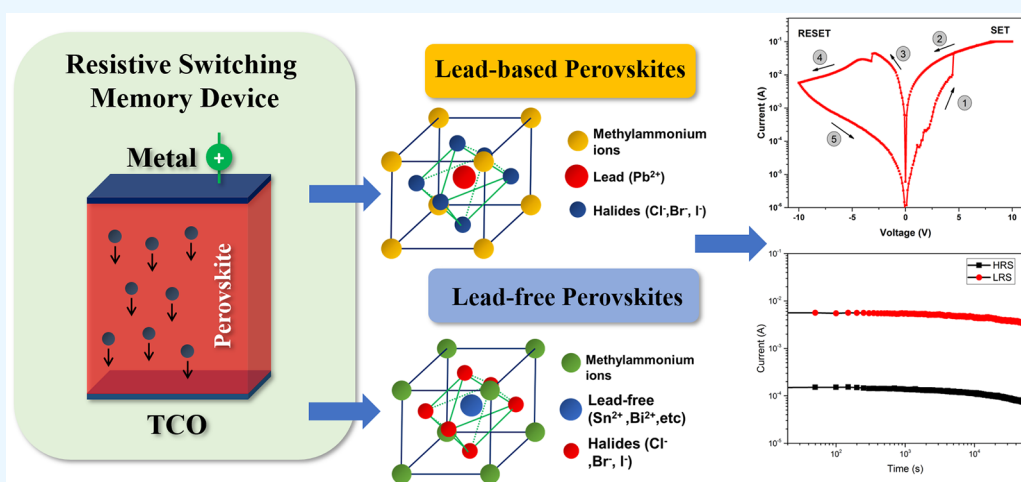 Resistive Switching
Memory Device
Metal
+
Perovskite
TCO
Lead-based Perovskites
Methylammonium
ions
Lead (Pb²⁺)
Halides (Cl⁻,Br⁻, I⁻)
Lead-free Perovskites
Methylammonium
ions
Lead-free
(Sn²⁺,Bi²⁺,etc)
Halides (Cl⁻
,Br⁻, I⁻)
RESET
SET
4
3
2
1
5
Current (A)
10⁻¹
10⁻²
10⁻³
10⁻⁴
10⁻⁵
10⁻⁶
-10
-5
0
5
10
Voltage (V)
HRS
LRS
Current (A)
10⁻¹
10⁻²
10⁻³
10⁻⁴
10⁻⁵
10²
10³
10⁴
Time (s)